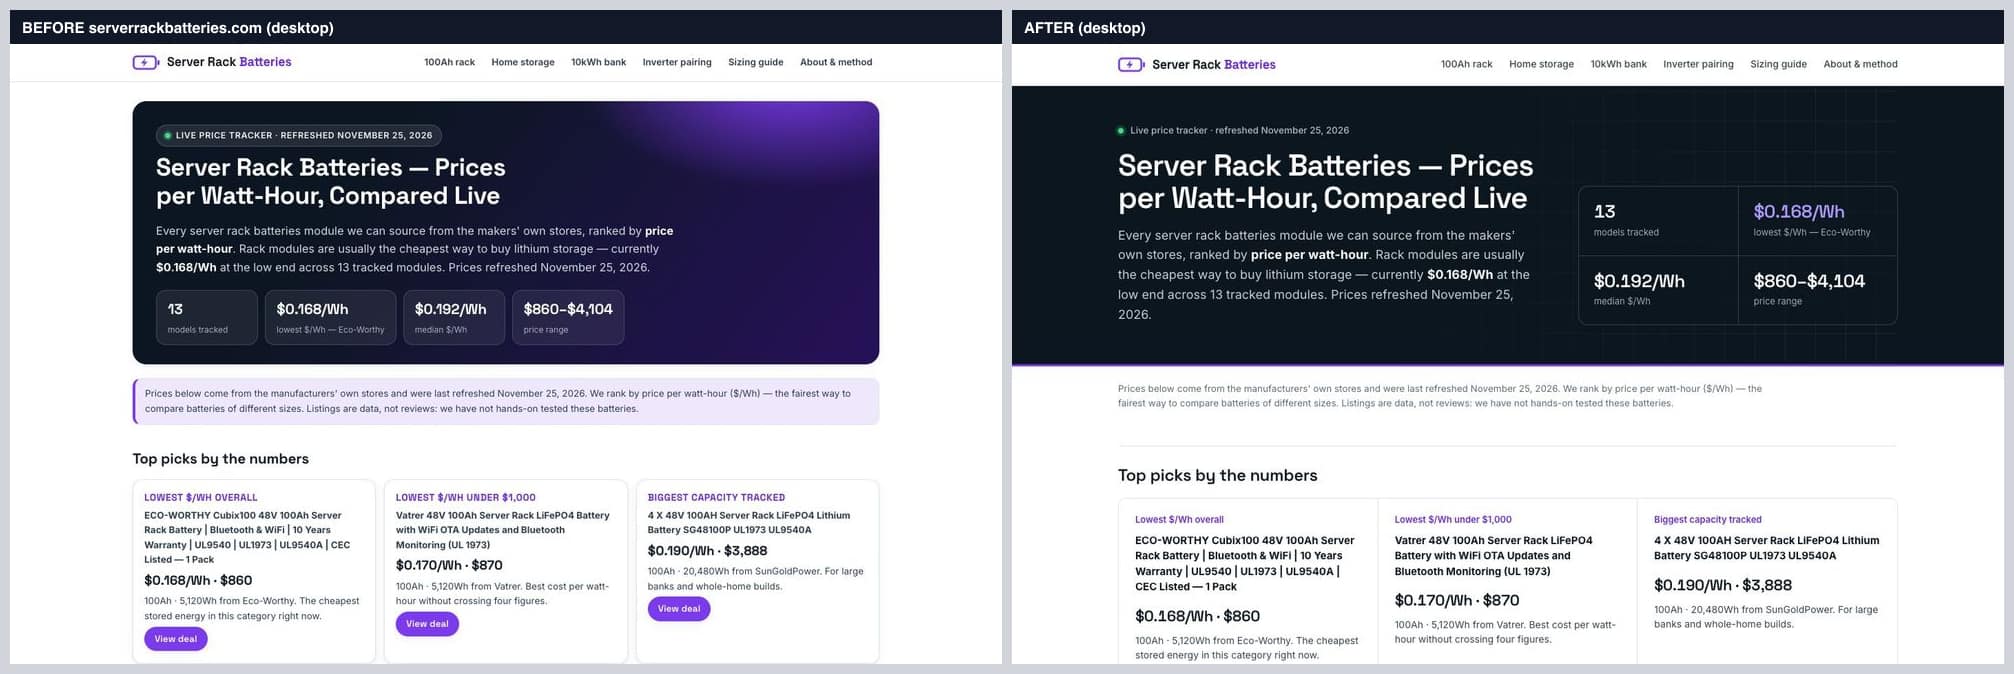 BEFORE serverrackbatteries.com (desktop)
Server Rack Batteries
100Ah rack Home storage 10kWh bank Inverter pairing Sizing guide About & method
LIVE PRICE TRACKER · REFRESHED NOVEMBER 25, 2026
Server Rack Batteries — Prices
per Watt-Hour, Compared Live
Every server rack batteries module we can source from the makers' own stores, ranked by price
per watt-hour. Rack modules are usually the cheapest way to buy lithium storage — currently
$0.168/Wh at the low end across 13 tracked modules. Prices refreshed November 25, 2026.
13
models tracked
$0.168/Wh
lowest $/Wh — Eco-Worthy
$0.192/Wh
median $/Wh
$860–$4,104
price range
Prices below come from the manufacturers' own stores and were last refreshed November 25, 2026. We rank by price per watt-hour ($/Wh) — the fairest way to
compare batteries of different sizes. Listings are data, not reviews: we have not hands-on tested these batteries.
Top picks by the numbers
LOWEST $/WH OVERALL
ECO-WORTHY Cubix100 48V 100Ah Server
Rack Battery | Bluetooth & WiFi | 10 Years
Warranty | UL9540 | UL1973 | UL9540A | CEC
Listed — 1 Pack
$0.168/Wh · $860
100Ah · 5,120Wh from Eco-Worthy. The cheapest
stored energy in this category right now.
View deal
LOWEST $/WH UNDER $1,000
Vatrer 48V 100Ah Server Rack LiFePO4 Battery
with WiFi OTA Updates and Bluetooth
Monitoring (UL 1973)
$0.170/Wh · $870
100Ah · 5,120Wh from Vatrer. Best cost per watt-
hour without crossing four figures.
View deal
BIGGEST CAPACITY TRACKED
4 X 48V 100AH Server Rack LiFePO4 Lithium
Battery SG48100P UL1973 UL9540A
$0.190/Wh · $3,888
100Ah · 20,480Wh from SunGoldPower. For large
banks and whole-home builds.
View deal
AFTER (desktop)
Server Rack Batteries
100Ah rack Home storage 10kWh bank Inverter pairing Sizing guide About & method
Live price tracker · refreshed November 25, 2026
Server Rack Batteries — Prices
per Watt-Hour, Compared Live
Every server rack batteries module we can source from the makers'
own stores, ranked by price per watt-hour. Rack modules are usually
the cheapest way to buy lithium storage — currently $0.168/Wh at the
low end across 13 tracked modules. Prices refreshed November 25,
2026.
13
models tracked
$0.168/Wh
lowest $/Wh — Eco-Worthy
$0.192/Wh
median $/Wh
$860–$4,104
price range
Prices below come from the manufacturers' own stores and were last refreshed November 25, 2026. We rank by price per watt-hour ($/Wh) — the
fairest way to compare batteries of different sizes. Listings are data, not reviews: we have not hands-on tested these batteries.
Top picks by the numbers
Lowest $/Wh overall
ECO-WORTHY Cubix100 48V 100Ah Server
Rack Battery | Bluetooth & WiFi | 10 Years
Warranty | UL9540 | UL1973 | UL9540A |
CEC Listed — 1 Pack
$0.168/Wh · $860
100Ah · 5,120Wh from Eco-Worthy. The cheapest
stored energy in this category right now.
Lowest $/Wh under $1,000
Vatrer 48V 100Ah Server Rack LiFePO4
Battery with WiFi OTA Updates and
Bluetooth Monitoring (UL 1973)
$0.170/Wh · $870
100Ah · 5,120Wh from Vatrer. Best cost per watt-
hour without crossing four figures.
Biggest capacity tracked
4 X 48V 100AH Server Rack LiFePO4 Lithium
Battery SG48100P UL1973 UL9540A
$0.190/Wh · $3,888
100Ah · 20,480Wh from SunGoldPower. For large
banks and whole-home builds.